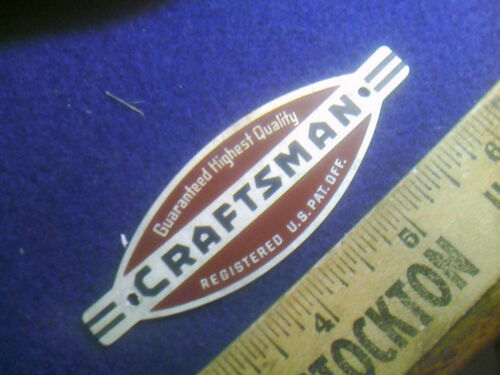 Guaranteed Highest Quality
CRAFTSMAN
REGISTERED U.S. PAT. OFF.
4 5 6
STOCKTON